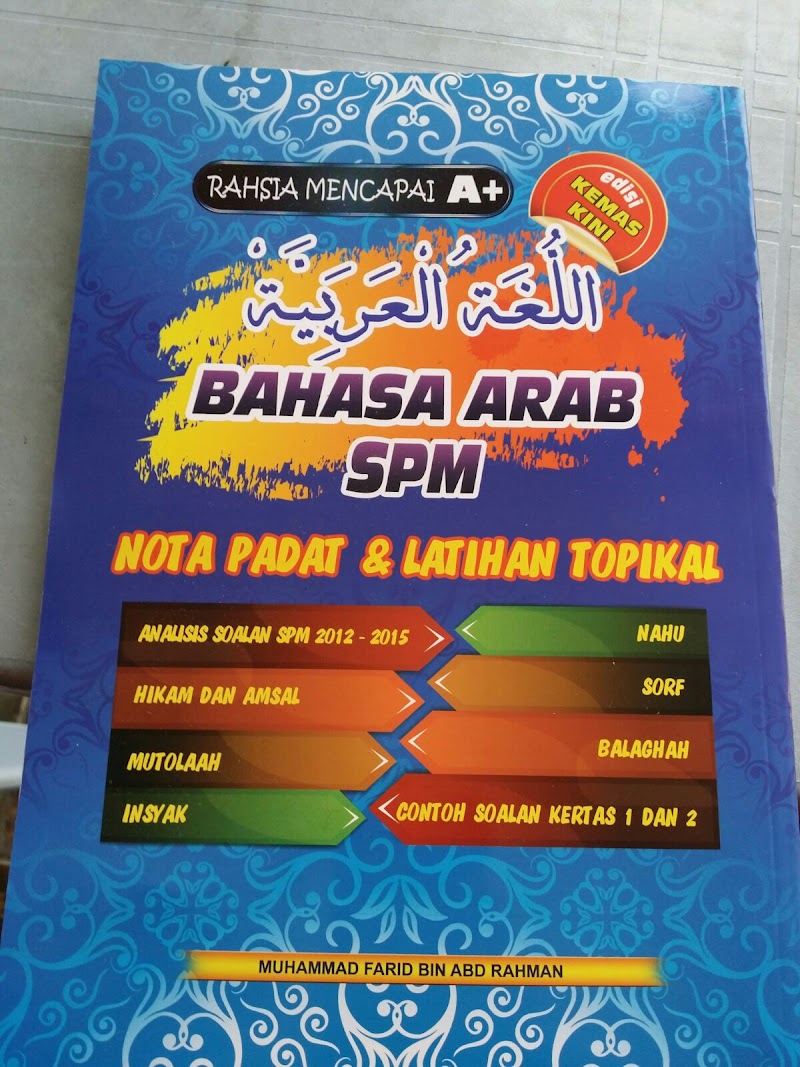 RAHSIA MENCAPAI A+
edisi
KEMAS
KINI
اللُّغَةُ الْعَرَبِيَّةْ
BAHASA ARAB
SPM
NOTA PADAT & LATIHAN TOPIKAL
ANALISIS SOALAN SPM 2012 - 2015
HIKAM DAN AMSAL
MUTOLAAH
INSYAK
NAHU
SORF
BALAGHAH
CONTOH SOALAN KERTAS 1 DAN 2
MUHAMMAD FARID BIN ABD RAHMAN